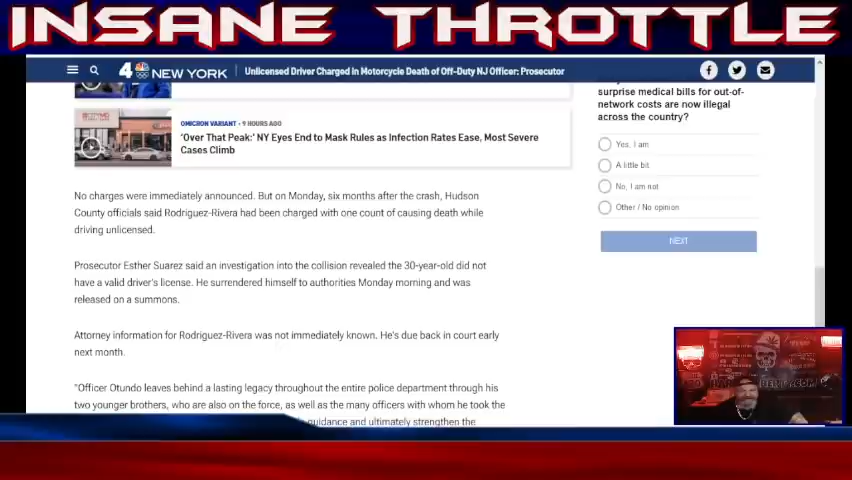 INSANE THROTTLE
4 NEW YORK
Unlicensed Driver Charged in Motorcycle Death of Off-Duty NJ Officer: Prosecutor
OMICRON VARIANT • 9 HOURS AGO
'Over That Peak:' NY Eyes End to Mask Rules as Infection Rates Ease, Most Severe
Cases Climb
No charges were immediately announced. But on Monday, six months after the crash, Hudson
County officials said Rodriguez-Rivera had been charged with one count of causing death while
driving unlicensed.
Prosecutor Esther Suarez said an investigation into the collision revealed the 30-year-old did not
have a valid driver's license. He surrendered himself to authorities Monday morning and was
released on a summons.
Attorney information for Rodriguez-Rivera was not immediately known. He's due back in court early
next month.
"Officer Otundo leaves behind a lasting legacy throughout the entire police department through his
two younger brothers, who are also on the force, as well as the many officers with whom he took the
guidance and ultimately strengthen the
surprise medical bills for out-of-
network costs are now illegal
across the country?
Yes, I am
A little bit
No, I am not
Other / No opinion
NEXT